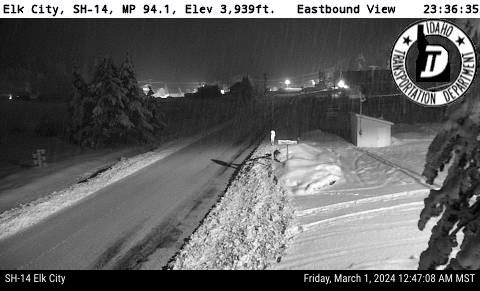 Elk City, SH-14, MP 94.1, Elev 3,939ft. Eastbound View 23:36:35
IDAHO
TRANSPORTATION DEPARTMENT
SH-14 Elk City Friday, March 1, 2024 12:47:08 AM MST